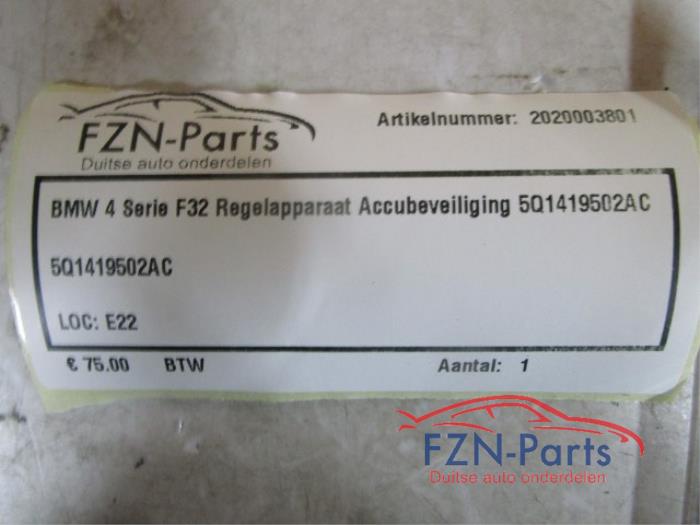 FZN-Parts
Duitse auto onderdelen
Artikelnummer: 2020003801
BMW 4 Serie F32 Regelapparaat Accubeveiliging 5Q1419502AC
5Q1419502AC
LOC: E22
€ 75.00 BTW Aantal: 1
FZN-Parts
Duitse auto onderdelen